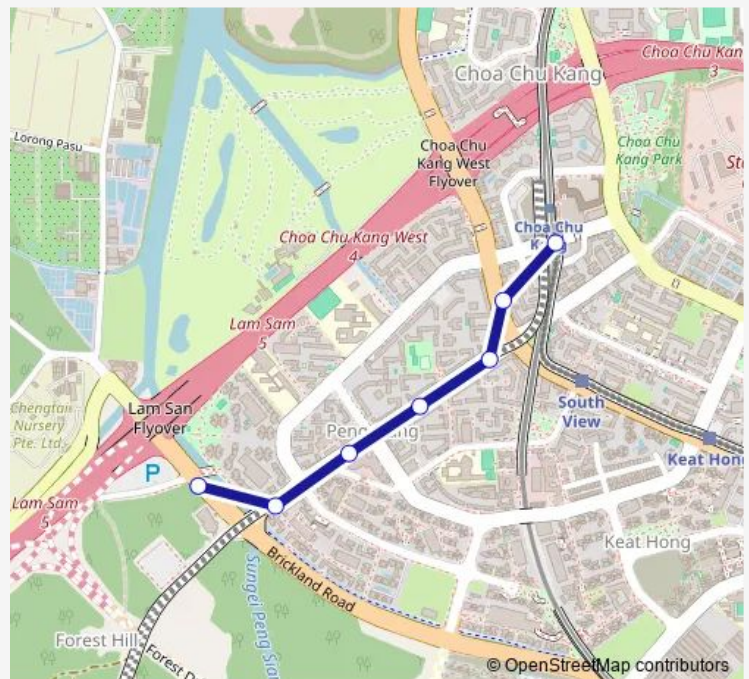 Choa Chu Kan
3
Choa Chu Kang
Lorong Pasu
Choa Chu
Kang West
Flyover
Choa Chu
Kang Park
Choa Chu
Choa Chu Kang West
4
Lam Sam
5
Lam San
Flyover
Chengtai
Nursery
Pte. Ltd.
South
View
P
Keat Hon
Lam Sam
5
Keat Hong
Brickland Road
Sungei Peng Sia
Forest Hill
Forest D
© OpenStreetMap contributors